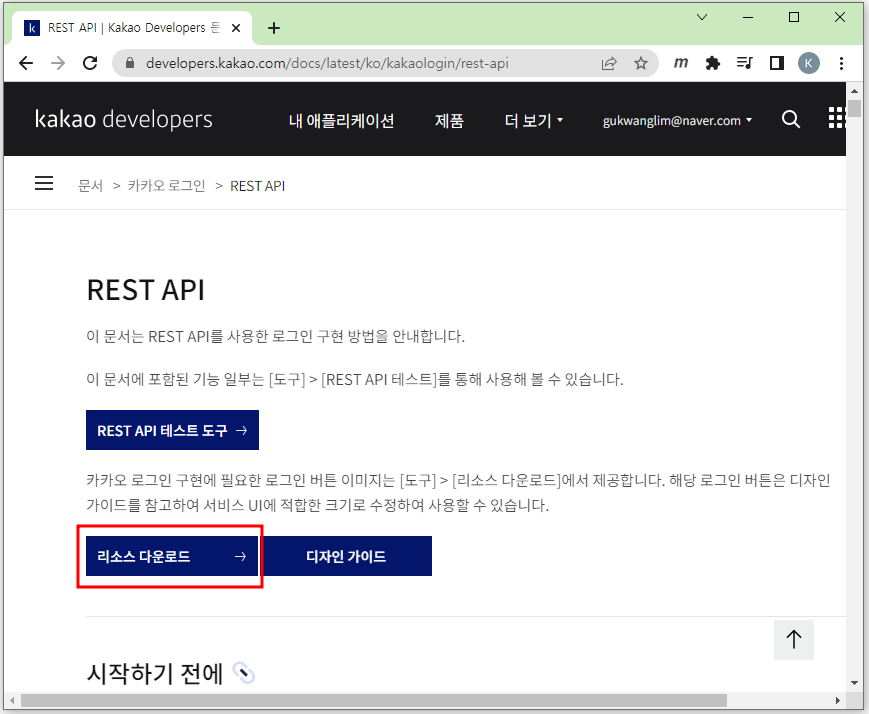 REST API | Kakao Developers 문
developers.kakao.com/docs/latest/ko/kakaologin/rest-api
K
kakao developers 내 애플리케이션 제품 더 보기 gukwanglim@naver.com
문서 > 카카오 로그인 > REST API
REST API
이 문서는 REST API를 사용한 로그인 구현 방법을 안내합니다.
이 문서에 포함된 기능 일부는 [도구] > [REST API 테스트]를 통해 사용해 볼 수 있습니다.
REST API 테스트 도구 →
카카오 로그인 구현에 필요한 로그인 버튼 이미지는 [도구] > [리소스 다운로드]에서 제공합니다. 해당 로그인 버튼은 디자인
가이드를 참고하여 서비스 UI에 적합한 크기로 수정하여 사용할 수 있습니다.
리소스 다운로드 → 디자인 가이드
시작하기 전에